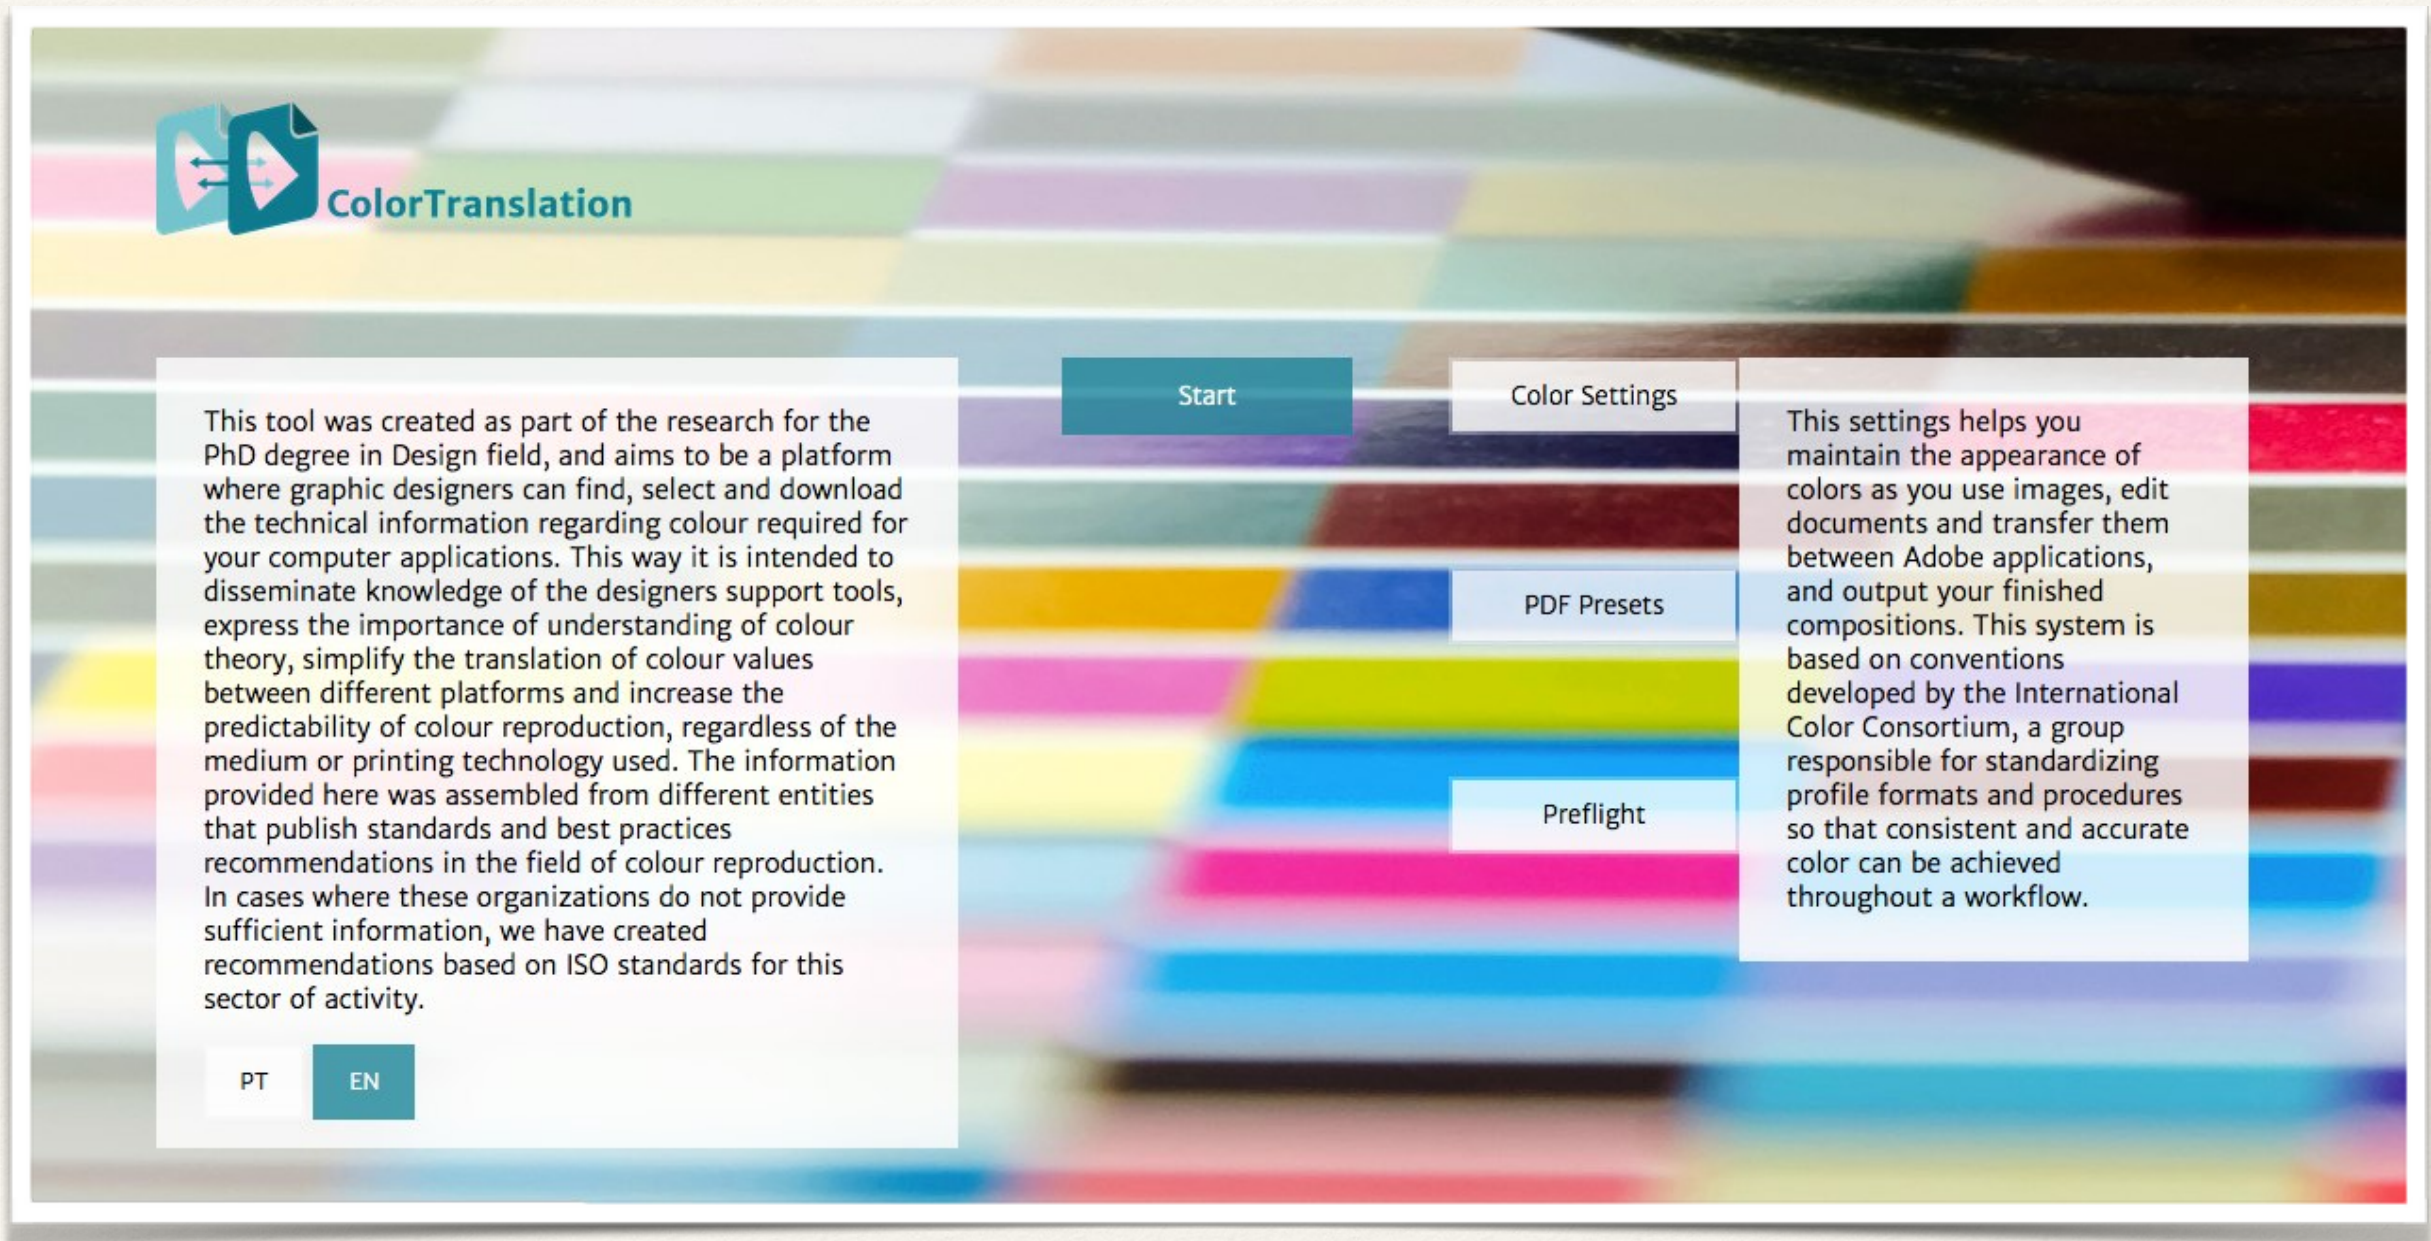 ColorTranslation
This tool was created as part of the research for the
PhD degree in Design field, and aims to be a platform
where graphic designers can find, select and download
the technical information regarding colour required for
your computer applications. This way it is intended to
disseminate knowledge of the designers support tools,
express the importance of understanding of colour
theory, simplify the translation of colour values
between different platforms and increase the
predictability of colour reproduction, regardless of the
medium or printing technology used. The information
provided here was assembled from different entities
that publish standards and best practices
recommendations in the field of colour reproduction.
In cases where these organizations do not provide
sufficient information, we have created
recommendations based on ISO standards for this
sector of activity.
PT
EN
Start
Color Settings
PDF Presets
Preflight
This settings helps you
maintain the appearance of
colors as you use images, edit
documents and transfer them
between Adobe applications,
and output your finished
compositions. This system is
based on conventions
developed by the International
Color Consortium, a group
responsible for standardizing
profile formats and procedures
so that consistent and accurate
color can be achieved
throughout a workflow.